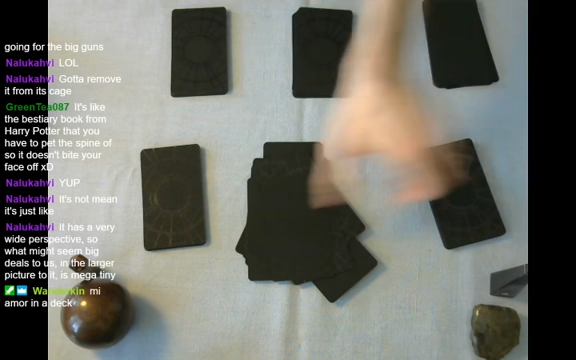 going for the big guns
Nalukahvi LOL
Nalukahvi Gotta remove
it from its cage
GreenTea087 It's like
the bestiary book from
Harry Potter that you
have to pet the spine of
so it doesn't bite your
face off xD
Nalukahvi YUP
Nalukahvi It's not mean
it's just like
Nalukahvi It has a very
wide perspective, so
what might seem big
deals to us, in the larger
picture to it, is mega tiny
mi
amor in a deck